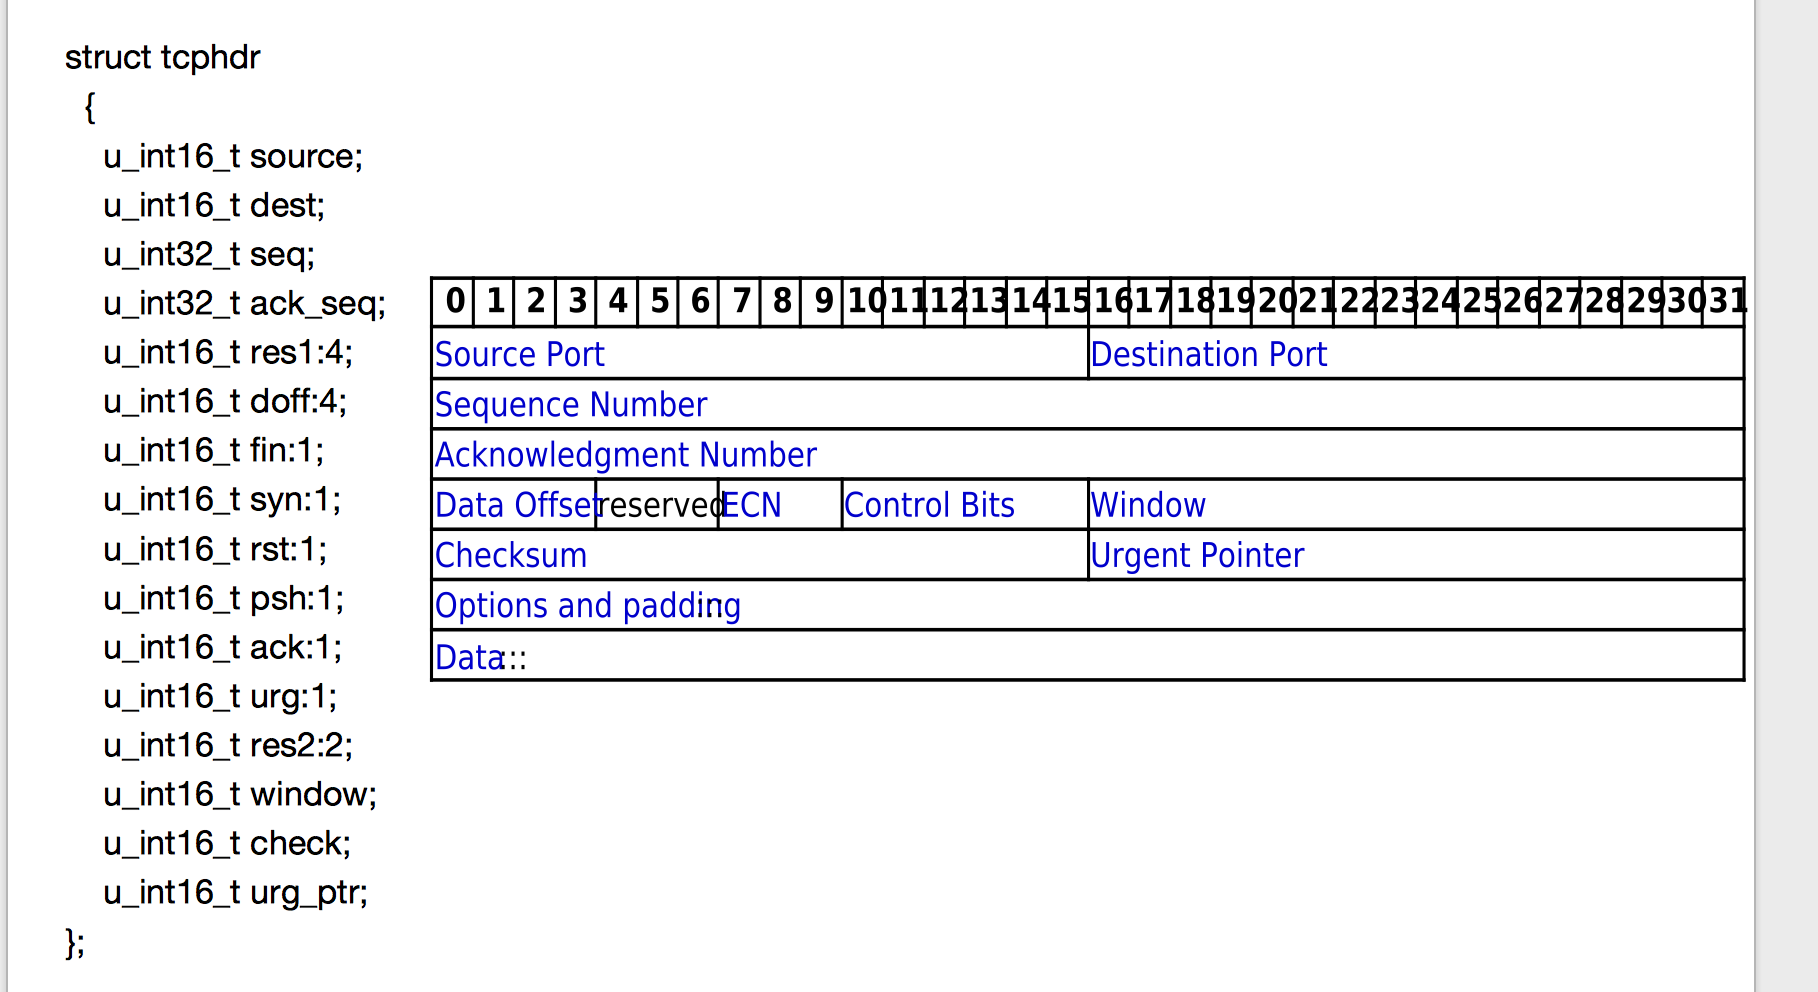 struct tcphdr
{
u_int16_t source;
u_int16_t dest;
u_int32_t seq;
u_int32_t ack_seq;
u_int16_t res1:4;
u_int16_t doff:4;
u_int16_t fin:1;
u_int16_t syn:1;
u_int16_t rst:1;
u_int16_t psh:1;
u_int16_t ack:1;
u_int16_t urg:1;
u_int16_t res2:2;
u_int16_t window;
u_int16_t check;
u_int16_t urg_ptr;
};
0 1 2 3 4 5 6 7 8 9 10 11 12 13 14 15 16 17 18 19 20 21 22 23 24 25 26 27 28 29 30 31
Source Port Destination Port
Sequence Number
Acknowledgment Number
Data Offset reserved ECN Control Bits Window
Checksum Urgent Pointer
Options and padding :::
Data :::